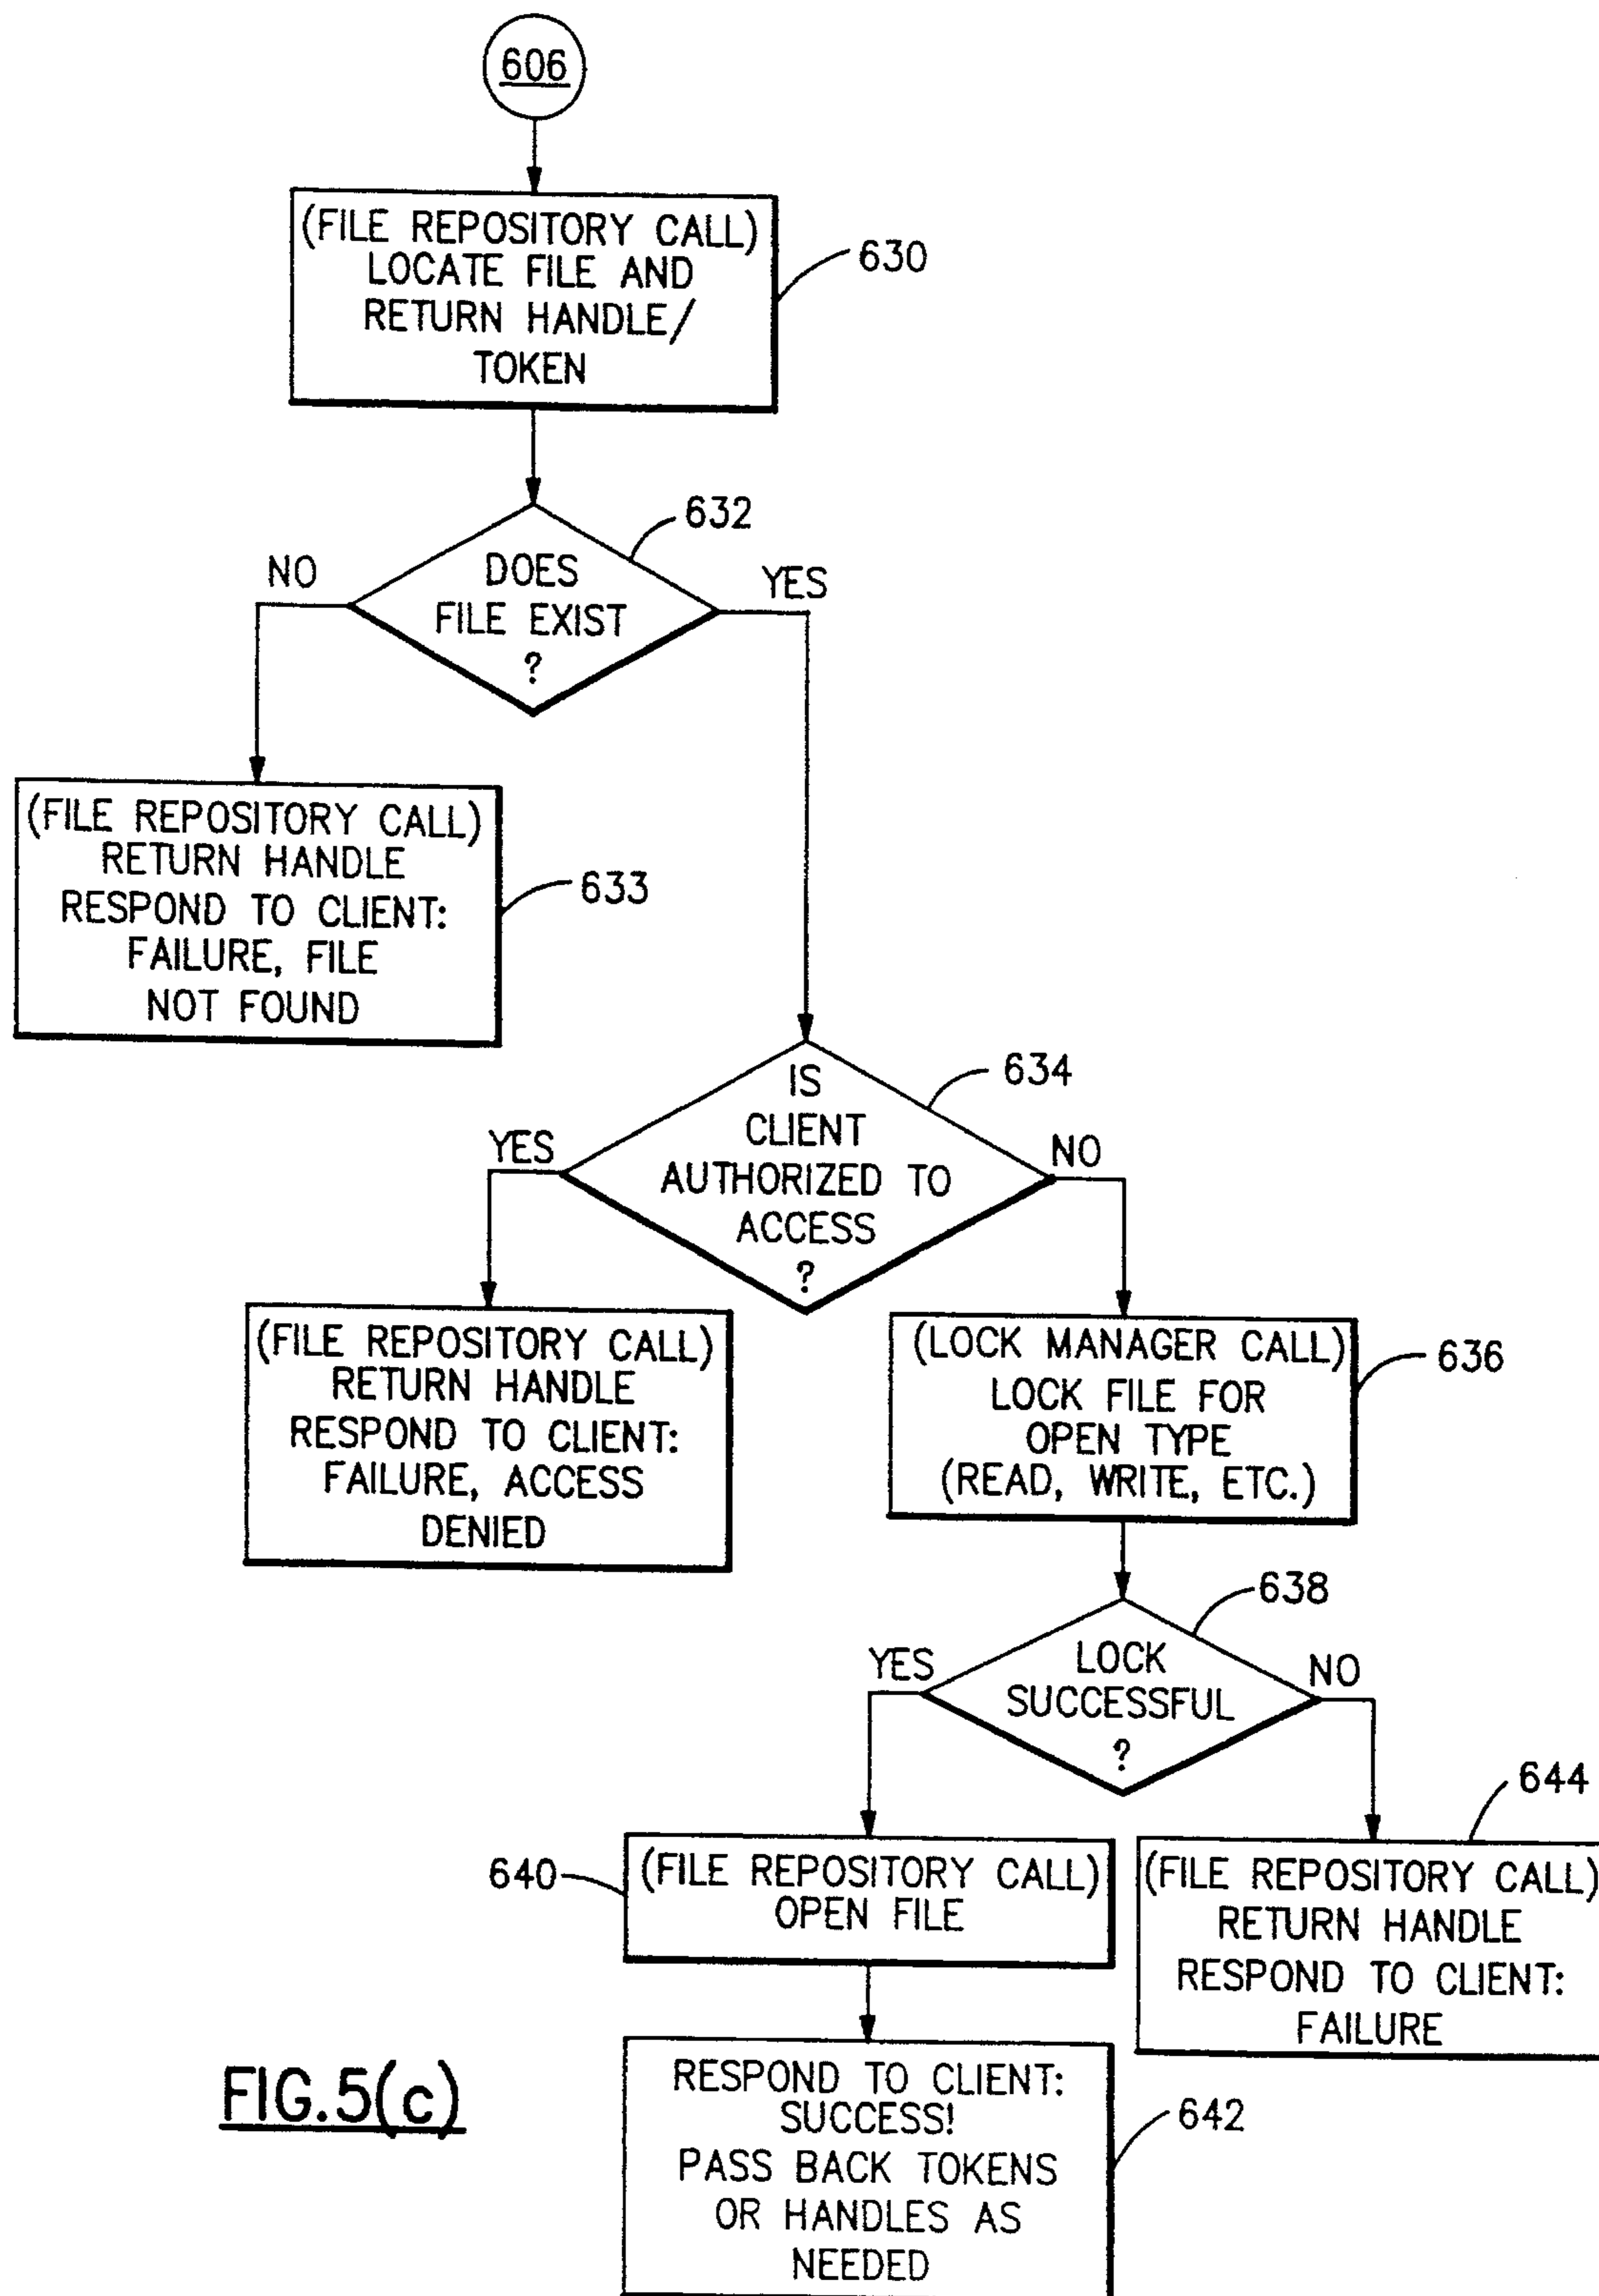 606
(FILE REPOSITORY CALL)
LOCATE FILE AND
RETURN HANDLE/
TOKEN
630
632
DOES
FILE EXIST
?
NO
YES
(FILE REPOSITORY CALL)
RETURN HANDLE
RESPOND TO CLIENT:
FAILURE, FILE
NOT FOUND
633
634
IS
CLIENT
AUTHORIZED TO
ACCESS
?
YES
NO
(FILE REPOSITORY CALL)
RETURN HANDLE
RESPOND TO CLIENT:
FAILURE, ACCESS
DENIED
(LOCK MANAGER CALL)
LOCK FILE FOR
OPEN TYPE
(READ, WRITE, ETC.)
636
638
LOCK
SUCCESSFUL
?
YES
NO
640
(FILE REPOSITORY CALL)
OPEN FILE
644
(FILE REPOSITORY CALL)
RETURN HANDLE
RESPOND TO CLIENT:
FAILURE
RESPOND TO CLIENT:
SUCCESS!
PASS BACK TOKENS
OR HANDLES AS
NEEDED
642
FIG.5(c)